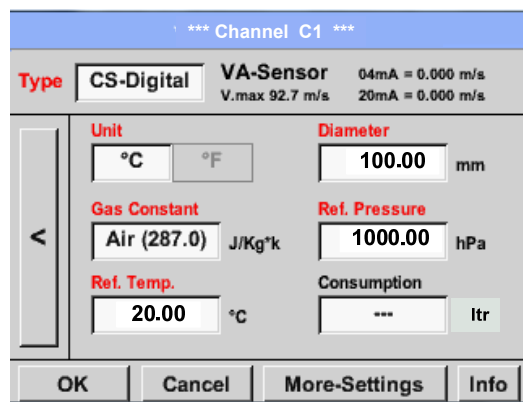 *** Channel C1 ***
Type CS-Digital VA-Sensor 04mA = 0.000 m/s
V.max 92.7 m/s 20mA = 0.000 m/s
Unit Diameter
°C °F 100.00 mm
Gas Constant Ref. Pressure
< Air (287.0) J/Kg*k 1000.00 hPa
Ref. Temp. Consumption
20.00 °C --- ltr
OK Cancel More-Settings Info